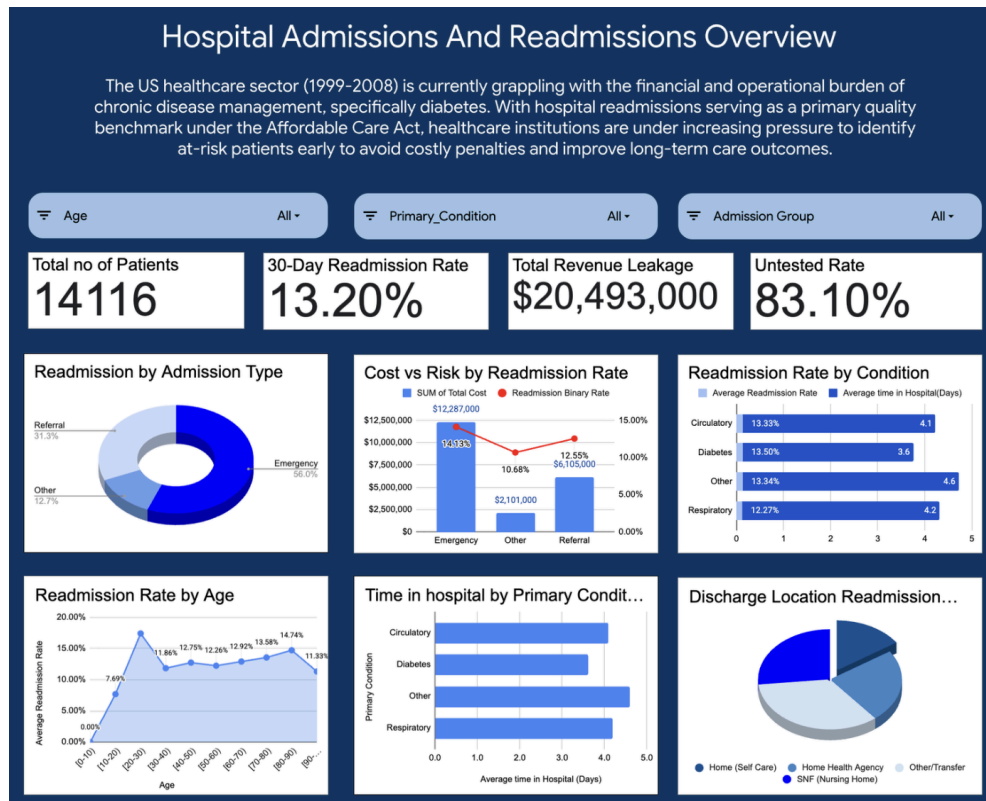 Hospital Admissions And Readmissions Overview
The US healthcare sector (1999-2008) is currently grappling with the financial and operational burden of
chronic disease management, specifically diabetes. With hospital readmissions serving as a primary quality
benchmark under the Affordable Care Act, healthcare institutions are under increasing pressure to identify
at-risk patients early to avoid costly penalties and improve long-term care outcomes.
Age All
Primary_Condition All
Admission Group All
Total no of Patients
14116
30-Day Readmission Rate
13.20%
Total Revenue Leakage
$20,493,000
Untested Rate
83.10%
Readmission by Admission Type
Referral
31.3%
Emergency
56.0%
Other
12.7%
Cost vs Risk by Readmission Rate
SUM of Total Cost Readmission Binary Rate
$12,287,000
$12,500,000 15.00%
14.13%
$10,000,000 10.00%
12.55%
10.68%
$7,500,000
$6,105,000
$5,000,000 5.00%
$2,101,000
$2,500,000
$0 0.00%
Emergency Other Referral
Readmission Rate by Condition
Average Readmission Rate Average time in Hospital(Days)
Circulatory 13.33% 4.1
Diabetes 13.50% 3.6
Other 13.34% 4.6
Respiratory 12.27% 4.2
0 1 2 3 4 5
Readmission Rate by Age
Average Readmission Rate
20.00%
15.00%
10.00%
5.00%
0.00%
0.00%
7.69%
11.86%
12.75%
12.26%
12.92%
13.58%
14.74%
11.33%
[0-10) [10-20) [20-30) [30-40) [40-50) [50-60) [60-70) [70-80) [80-90) [90-...
Age
Time in hospital by Primary Condit...
Primary Condition
Circulatory
Diabetes
Other
Respiratory
0.0 1.0 2.0 3.0 4.0 5.0
Average time in Hospital (Days)
Discharge Location Readmission...
Home (Self Care) Home Health Agency Other/Transfer
SNF (Nursing Home)